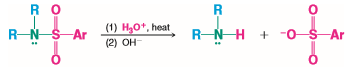 R O R O
R—N—S—Ar (1) H₃O⁺, heat R—N—H + ⁻O—S—Ar
(2) OH⁻
O O